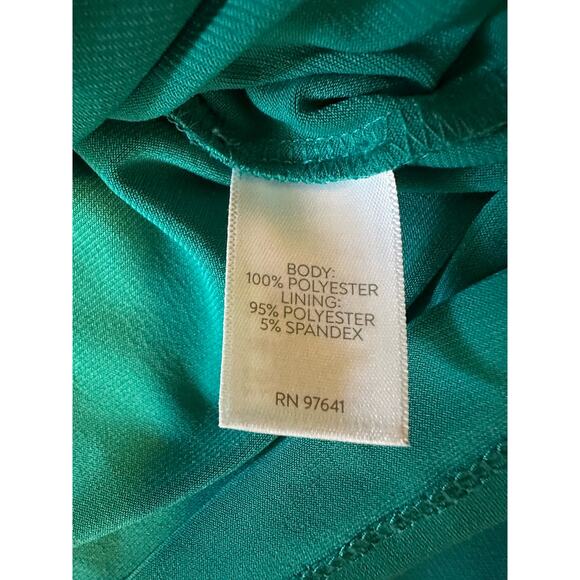 BODY:
100% POLYESTER
LINING:
95% POLYESTER
5% SPANDEX
RN 97641